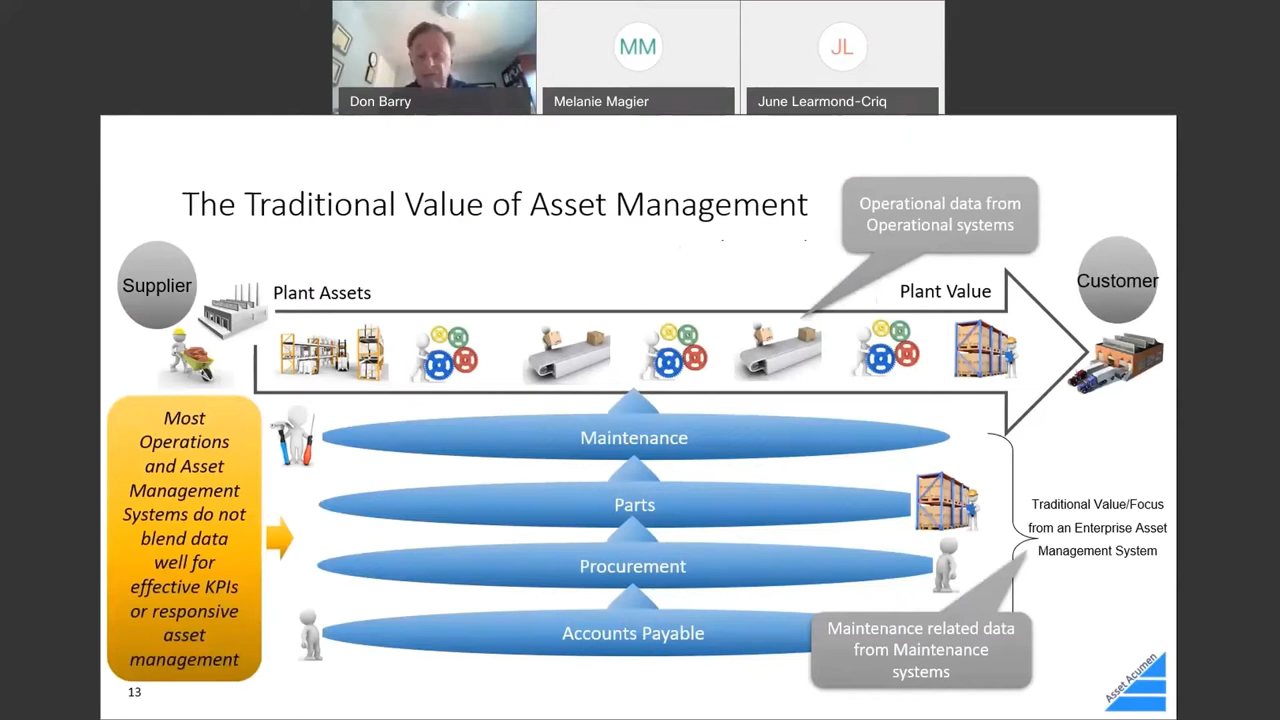 MM
JL
Don Barry
Melanie Magier
June Learmond-Criq
The Traditional Value of Asset Management
Operational data from
Operational systems
Supplier
Plant Assets
Plant Value
Customer
Most
Operations
and Asset
Management
Systems do not
blend data
well for
effective KPIs
or responsive
asset
management
Maintenance
Parts
Procurement
Accounts Payable
Traditional Value/Focus
from an Enterprise Asset
Management System
Maintenance related data
from Maintenance
systems
13
Asset Acumen